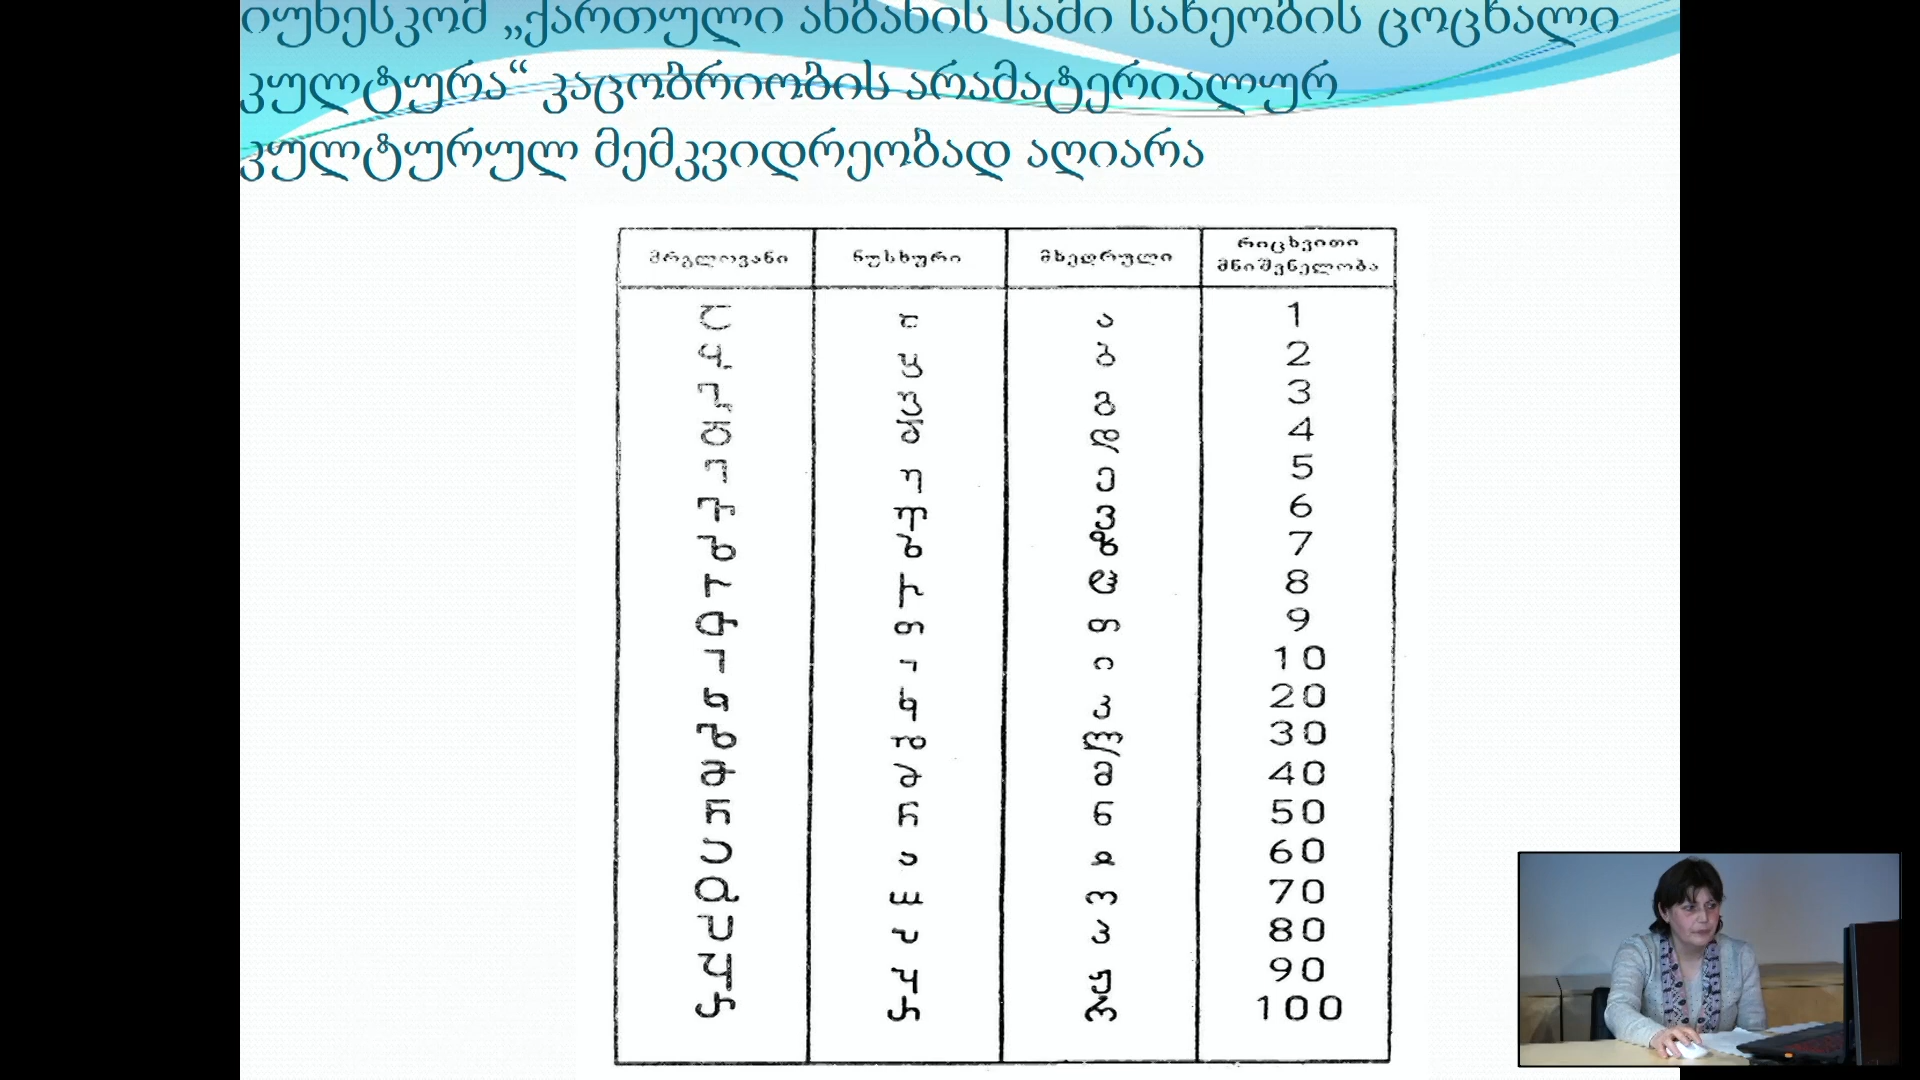 იუნესკომ „ქართული ანბანის სამი სახეობის ცოცხალი
კულტურა“ კაცობრიობის არამატერიალურ
კულტურულ მემკვიდრეობად აღიარა
მრგლოვანი ნუსხური მხედრული რიცხვითი მნიშვნელობა
Ⴀ ⴀ ა 1
Ⴁ ⴁ ბ 2
Ⴂ ⴂ გ 3
Ⴃ ⴃ დ 4
Ⴄ ⴄ ე 5
Ⴅ ⴅ ვ 6
Ⴆ ⴆ ზ 7
Ⴡ ⴡ ჱ 8
Ⴇ ⴇ თ 9
Ⴈ ⴈ ი 10
Ⴉ ⴉ კ 20
Ⴊ ⴊ ლ 30
Ⴋ ⴋ მ 40
Ⴌ ⴌ ნ 50
Ⴢ ⴢ ჲ 60
Ⴍ ⴍ ო 70
Ⴎ ⴎ პ 80
Ⴏ ⴏ ჟ 90
Ⴐ ⴐ რ 100